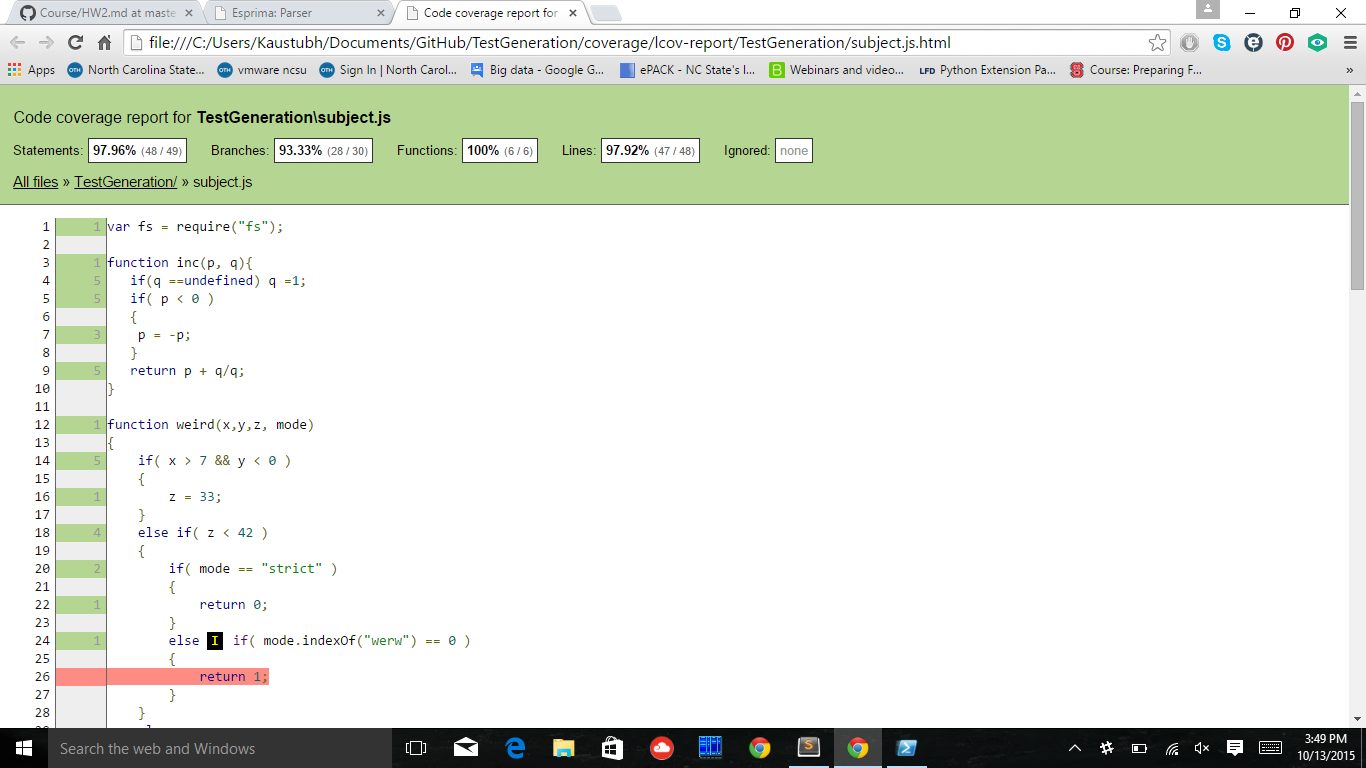 Course/HW2.md at maste
Esprima: Parser
Code coverage report for
file:///C:/Users/Kaustubh/Documents/GitHub/TestGeneration/coverage/lcov-report/TestGeneration/subject.js.html
Apps
North Carolina State...
vmware ncsu
Sign In | North Carol...
Big data - Google G...
ePACK - NC State's l...
Webinars and video...
LFD Python Extension Pa...
Course: Preparing F...
»
Code coverage report for TestGeneration\subject.js
Statements: 97.96% (48 / 49) Branches: 93.33% (28 / 30) Functions: 100% (6 / 6) Lines: 97.92% (47 / 48) Ignored: none
All files » TestGeneration/ » subject.js
1 1 var fs = require("fs");
2
3 1 function inc(p, q){
4 5 if(q ==undefined) q =1;
5 5 if( p < 0 )
6 {
7 3 p = -p;
8 }
9 5 return p + q/q;
10 }
11
12 1 function weird(x,y,z, mode)
13 {
14 5 if( x > 7 && y < 0 )
15 {
16 1 z = 33;
17 }
18 4 else if( z < 42 )
19 {
20 2 if( mode == "strict" )
21 {
22 1 return 0;
23 }
24 1 else I if( mode.indexOf("werw") == 0 )
25 {
26 return 1;
27 }
28 }
Search the web and Windows
3:49 PM
10/13/2015